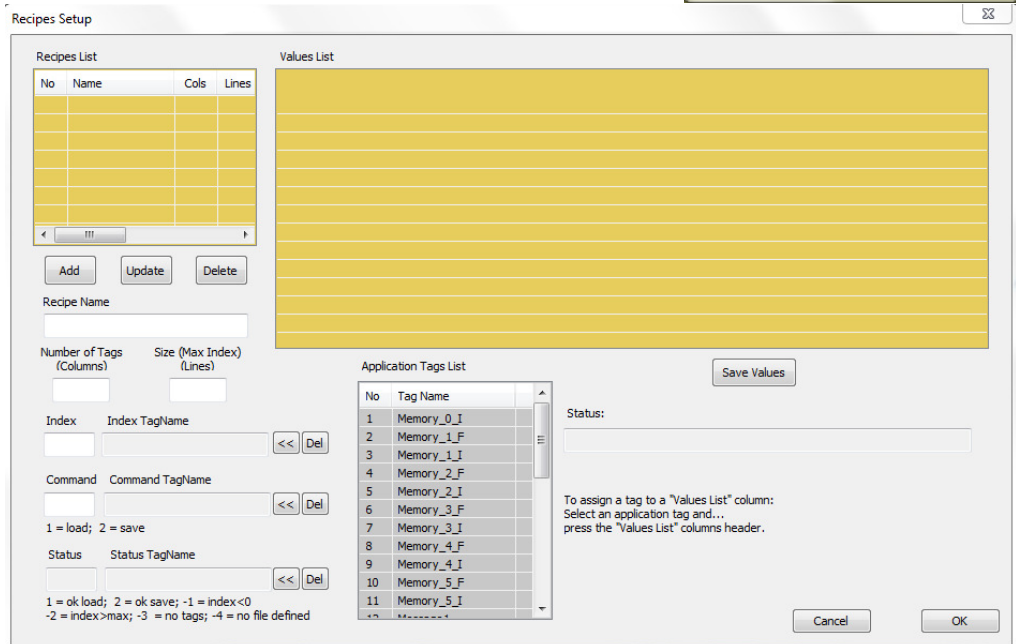 Recipes Setup
Recipes List
No Name Cols Lines
Add Update Delete
Recipe Name
Number of Tags (Columns)
Size (Max Index) (Lines)
Index Index TagName
<< Del
Command Command TagName
<< Del
1 = load; 2 = save
Status Status TagName
<< Del
1 = ok load; 2 = ok save; -1 = index<0
-2 = index>max; -3 = no tags; -4 = no file defined
Values List
Application Tags List
No Tag Name
1 Memory_0_I
2 Memory_1_F
3 Memory_1_I
4 Memory_2_F
5 Memory_2_I
6 Memory_3_F
7 Memory_3_I
8 Memory_4_F
9 Memory_4_I
10 Memory_5_F
11 Memory_5_I
Save Values
Status:
To assign a tag to a "Values List" column:
Select an application tag and...
press the "Values List" columns header.
Cancel OK